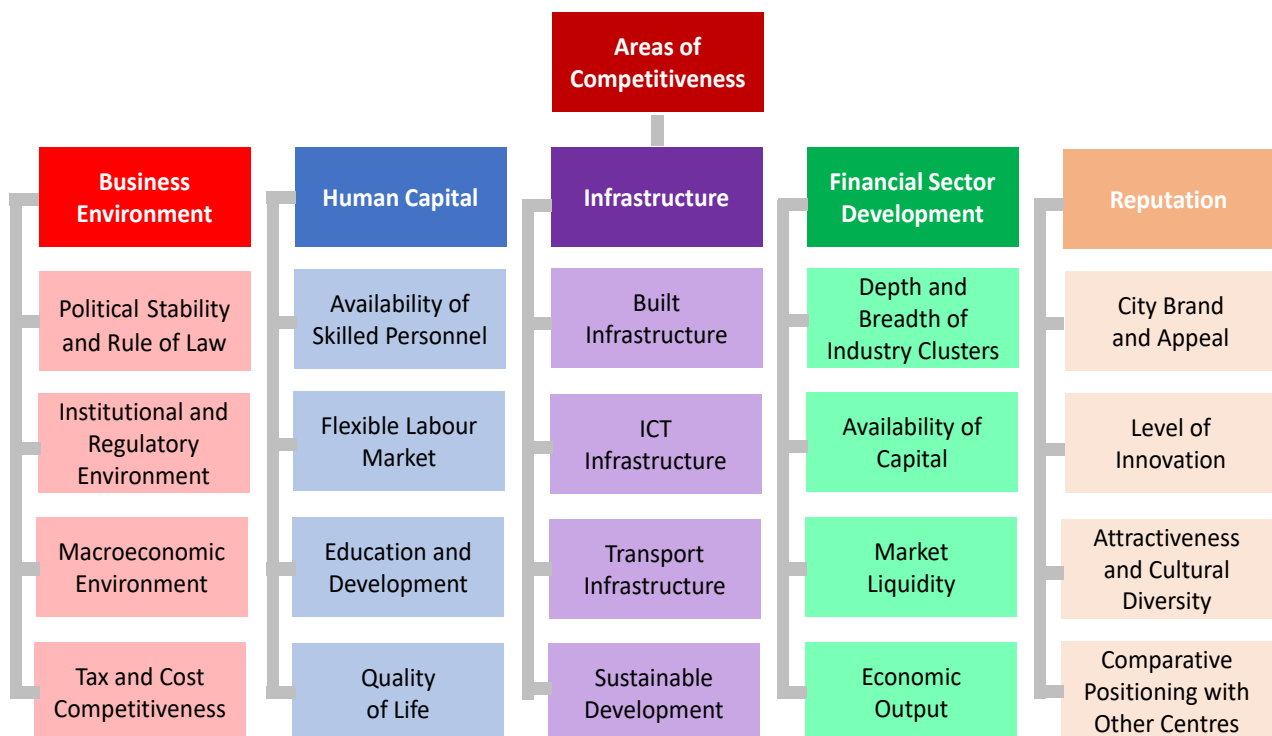 Areas of
Competitiveness
Business
Environment
Political Stability
and Rule of Law
Institutional and
Regulatory
Environment
Macroeconomic
Environment
Tax and Cost
Competitiveness
Human Capital
Availability of
Skilled Personnel
Flexible Labour
Market
Education and
Development
Quality
of Life
Infrastructure
Built
Infrastructure
ICT
Infrastructure
Transport
Infrastructure
Sustainable
Development
Financial Sector
Development
Depth and
Breadth of
Industry Clusters
Availability of
Capital
Market
Liquidity
Economic
Output
Reputation
City Brand
and Appeal
Level of
Innovation
Attractiveness
and Cultural
Diversity
Comparative
Positioning with
Other Centres